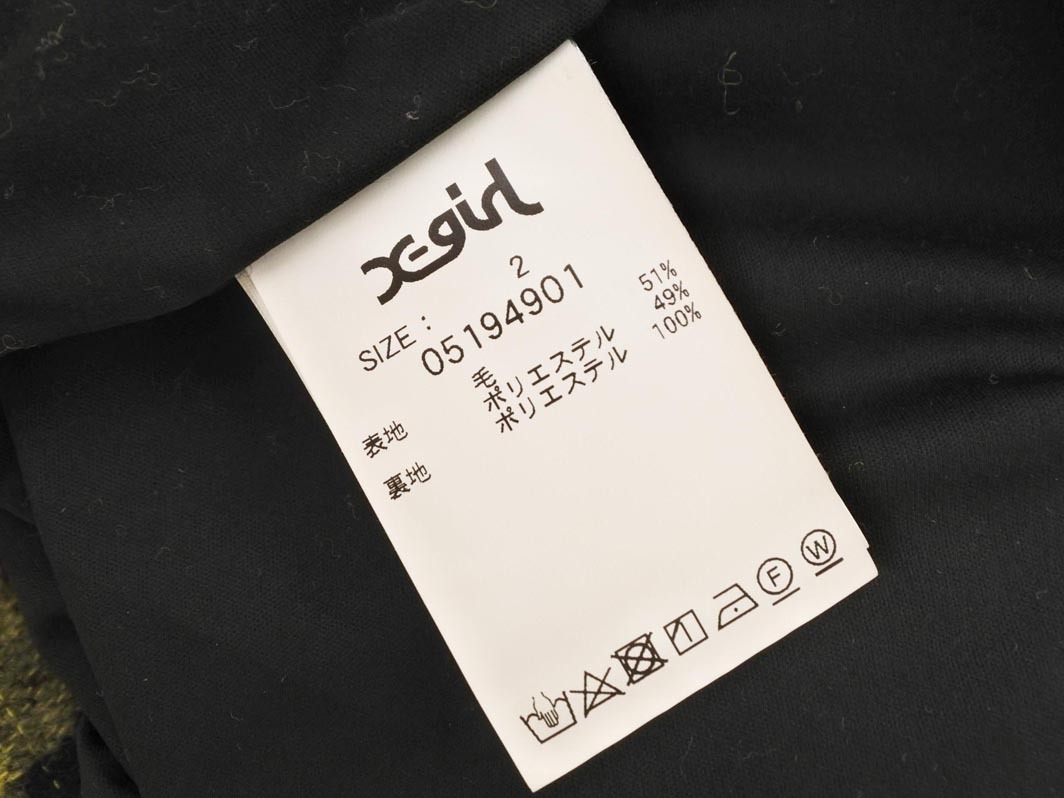 X-girl
SIZE: 2
05194901
表地 毛 51%
ポリエステル 49%
裏地 ポリエステル 100%
F W